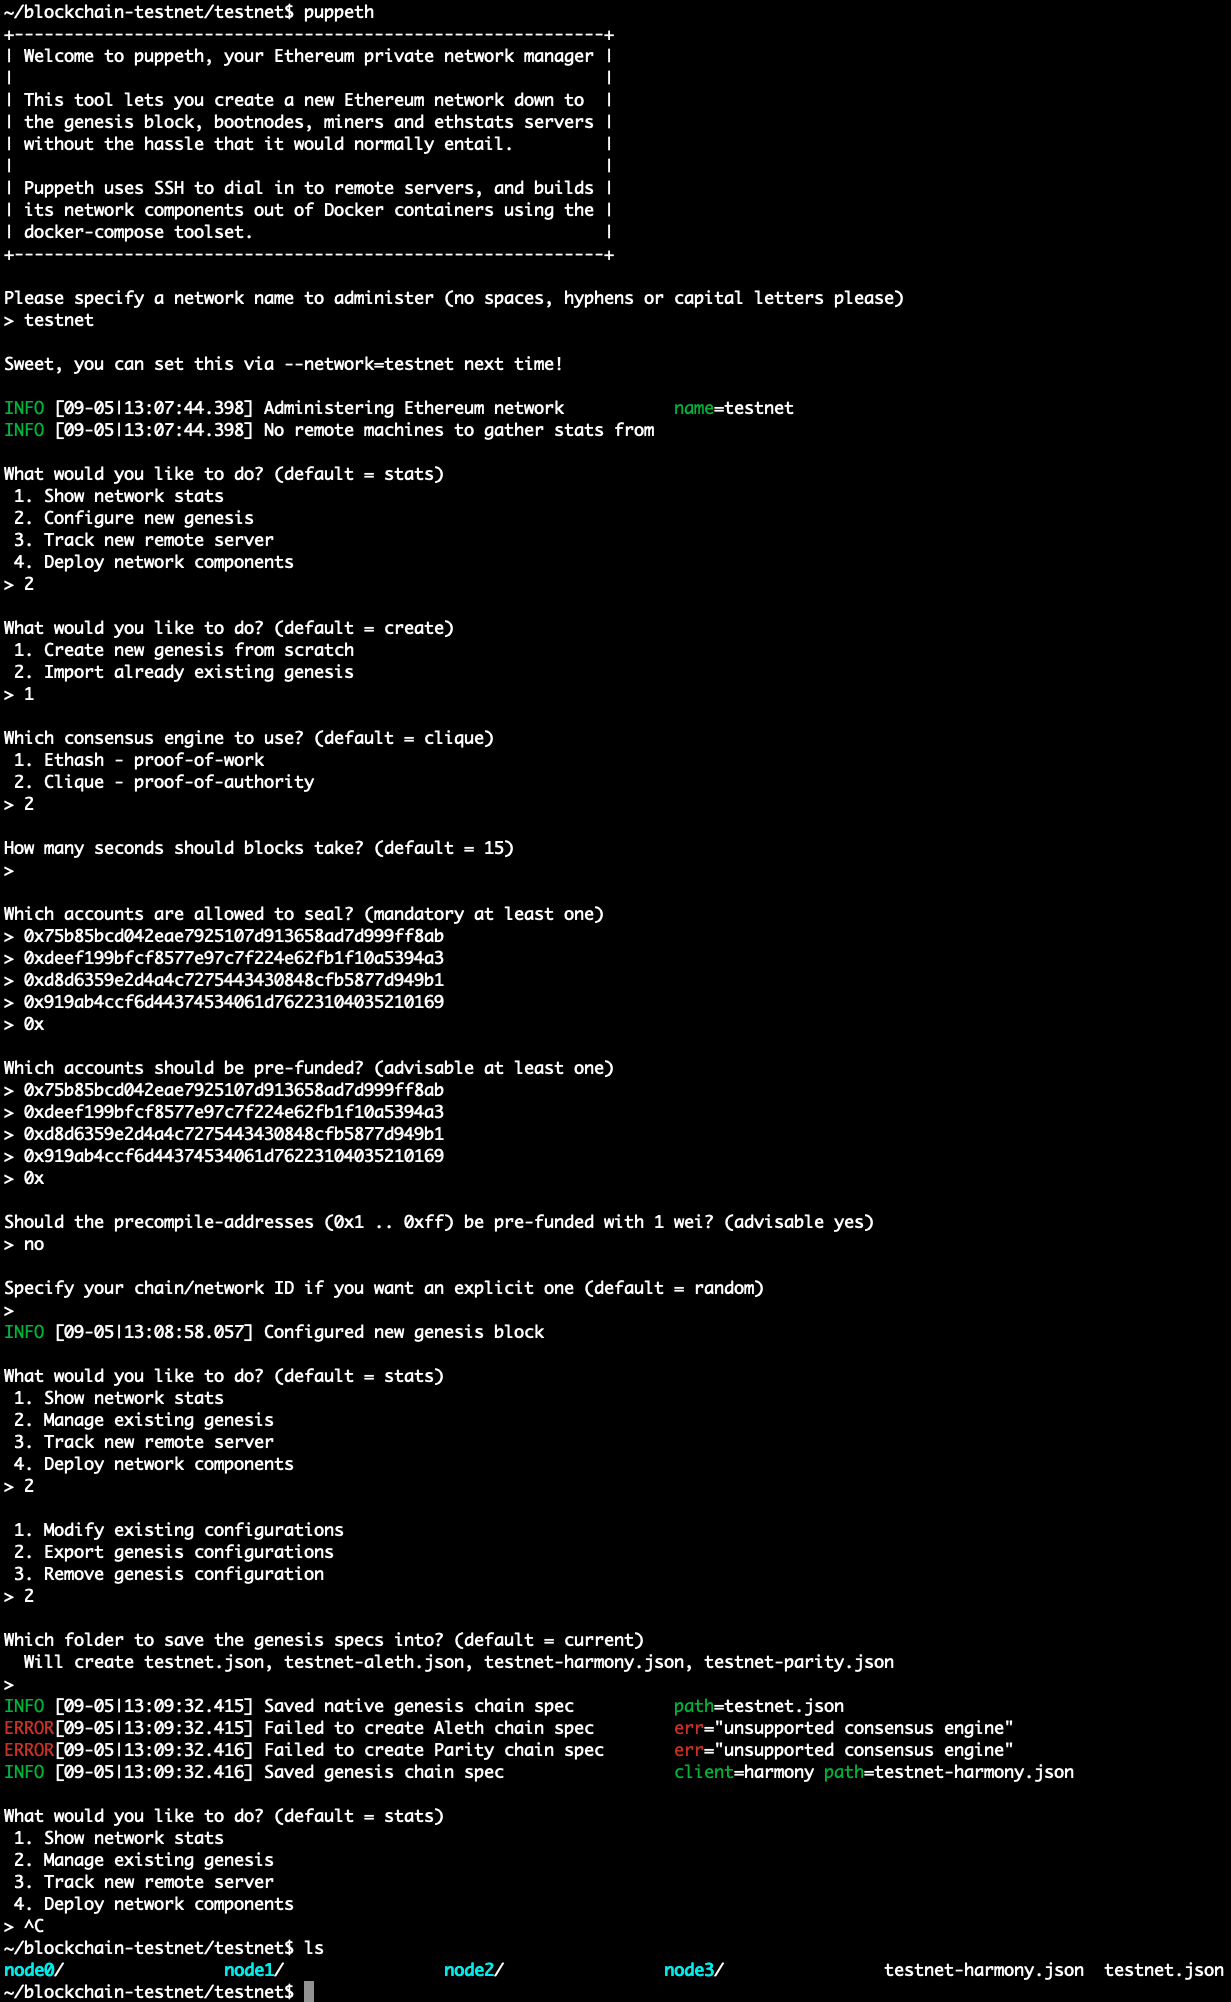 ~/blockchain-testnet/testnet$ puppeth
+-----------------------------------------------------------+
| Welcome to puppeth, your Ethereum private network manager |
|                                                           |
| This tool lets you create a new Ethereum network down to  |
| the genesis block, bootnodes, miners and ethstats servers |
| without the hassle that it would normally entail.         |
|                                                           |
| Puppeth uses SSH to dial in to remote servers, and builds |
| its network components out of Docker containers using the |
| docker-compose toolset.                                   |
+-----------------------------------------------------------+

Please specify a network name to administer (no spaces, hyphens or capital letters please)
> testnet

Sweet, you can set this via --network=testnet next time!

INFO [09-05|13:07:44.398] Administering Ethereum network           name=testnet
INFO [09-05|13:07:44.398] No remote machines to gather stats from

What would you like to do? (default = stats)
 1. Show network stats
 2. Configure new genesis
 3. Track new remote server
 4. Deploy network components
> 2

What would you like to do? (default = create)
 1. Create new genesis from scratch
 2. Import already existing genesis
> 1

Which consensus engine to use? (default = clique)
 1. Ethash - proof-of-work
 2. Clique - proof-of-authority
> 2

How many seconds should blocks take? (default = 15)
>

Which accounts are allowed to seal? (mandatory at least one)
> 0x75b85bcd042eae7925107d913658ad7d999ff8ab
> 0xdeef199bfcf8577e97c7f224e62fb1f10a5394a3
> 0xd8d6359e2d4a4c7275443430848cfb5877d949b1
> 0x919ab4ccf6d44374534061d76223104035210169
> 0x

Which accounts should be pre-funded? (advisable at least one)
> 0x75b85bcd042eae7925107d913658ad7d999ff8ab
> 0xdeef199bfcf8577e97c7f224e62fb1f10a5394a3
> 0xd8d6359e2d4a4c7275443430848cfb5877d949b1
> 0x919ab4ccf6d44374534061d76223104035210169
> 0x

Should the precompile-addresses (0x1 .. 0xff) be pre-funded with 1 wei? (advisable yes)
> no

Specify your chain/network ID if you want an explicit one (default = random)
>
INFO [09-05|13:08:58.057] Configured new genesis block

What would you like to do? (default = stats)
 1. Show network stats
 2. Manage existing genesis
 3. Track new remote server
 4. Deploy network components
> 2

 1. Modify existing configurations
 2. Export genesis configurations
 3. Remove genesis configuration
> 2

Which folder to save the genesis specs into? (default = current)
  Will create testnet.json, testnet-aleth.json, testnet-harmony.json, testnet-parity.json
>
INFO [09-05|13:09:32.415] Saved native genesis chain spec          path=testnet.json
ERROR[09-05|13:09:32.415] Failed to create Aleth chain spec        err="unsupported consensus engine"
ERROR[09-05|13:09:32.416] Failed to create Parity chain spec       err="unsupported consensus engine"
INFO [09-05|13:09:32.416] Saved genesis chain spec                 client=harmony path=testnet-harmony.json

What would you like to do? (default = stats)
 1. Show network stats
 2. Manage existing genesis
 3. Track new remote server
 4. Deploy network components
> ^C
~/blockchain-testnet/testnet$ ls
node0/                node1/                node2/                node3/                testnet-harmony.json  testnet.json
~/blockchain-testnet/testnet$